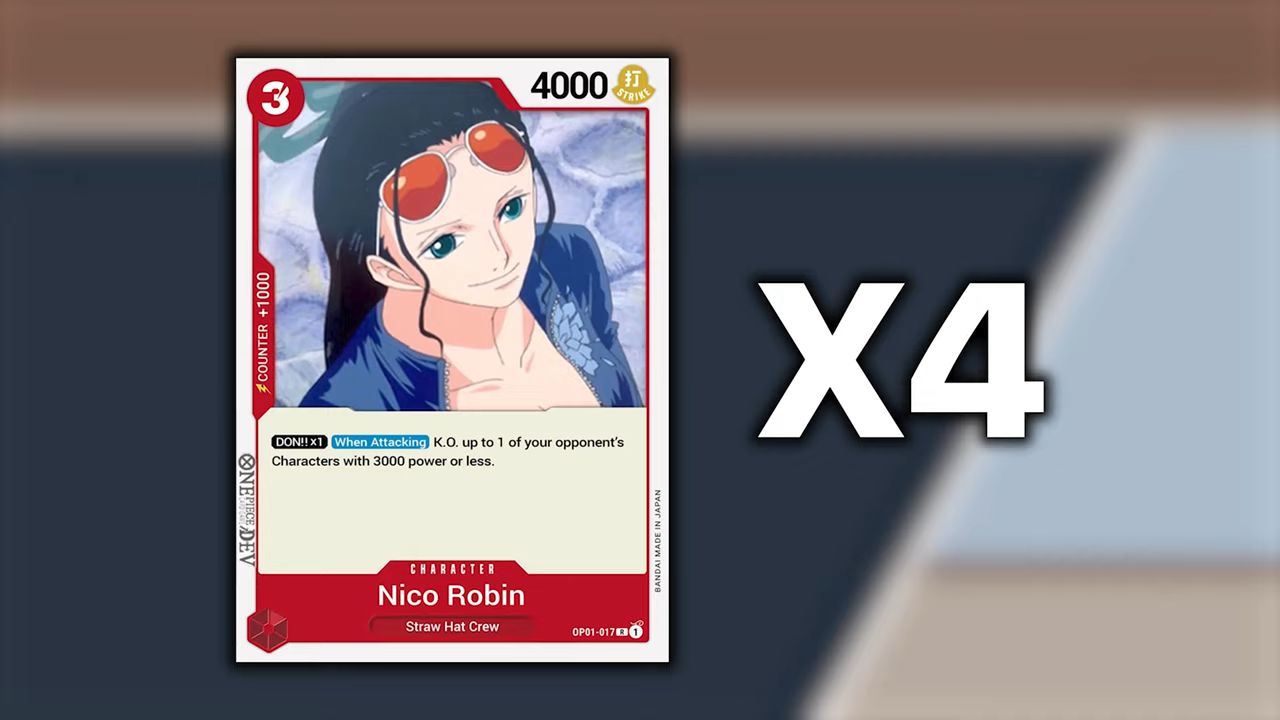 3
4000
打
STRIKE
COUNTER +1000
DON!! x1 When Attacking K.O. up to 1 of your opponent's
Characters with 3000 power or less.
CHARACTER
Nico Robin
Straw Hat Crew
OP01-017 R 1
ONE PIECE
DEV
BANDAI MADE IN JAPAN
X4